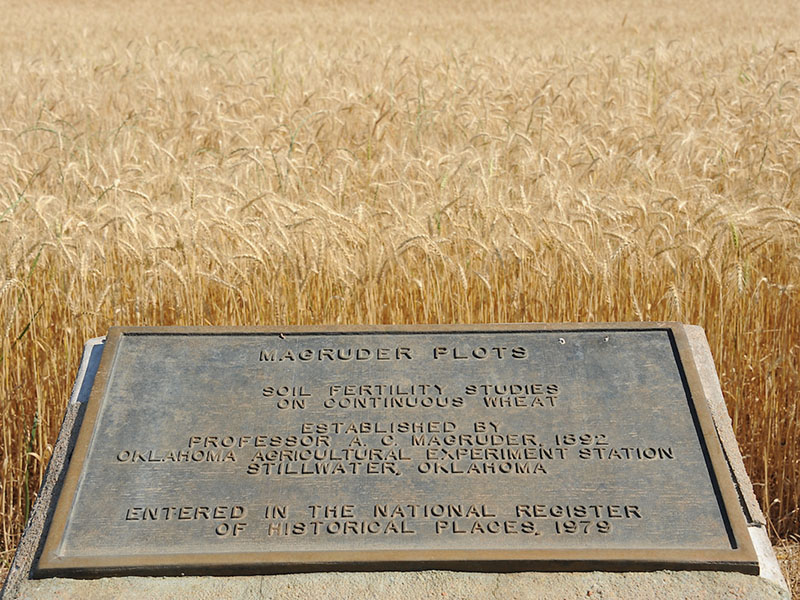 MAGRUDER PLOTS
SOIL FERTILITY STUDIES
ON CONTINUOUS WHEAT
ESTABLISHED BY
PROFESSOR A. C. MAGRUDER, 1892
OKLAHOMA AGRICULTURAL EXPERIMENT STATION
STILLWATER, OKLAHOMA
ENTERED IN THE NATIONAL REGISTER
OF HISTORICAL PLACES, 1979